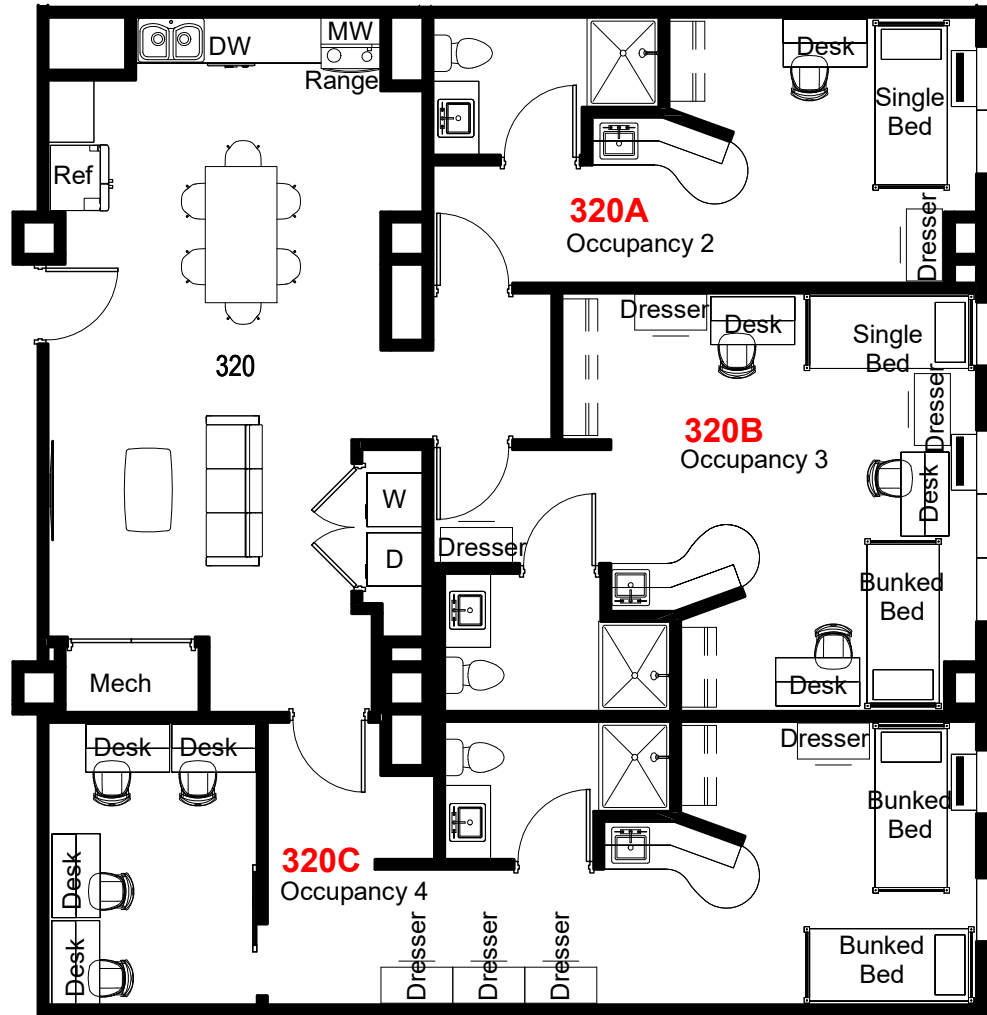 DW
MW
Range
Ref
Desk
Single
Bed
320A
Occupancy 2
Dresser
320
Dresser
Desk
Single
Bed
Dresser
320B
Occupancy 3
Desk
W
D
Dresser
Bunked
Bed
Desk
Mech
Desk
Desk
Desk
Desk
320C
Occupancy 4
Dresser
Bunked
Bed
Dresser
Dresser
Dresser
Bunked
Bed